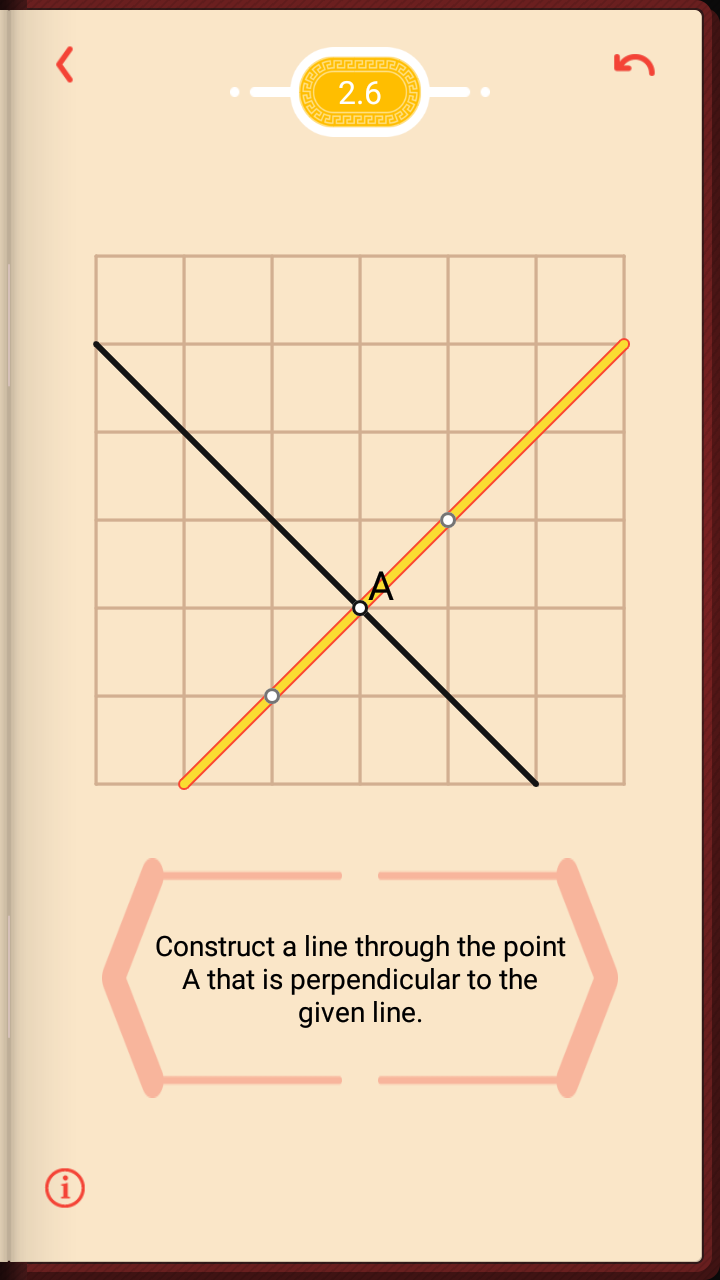 2.6
A
Construct a line through the point
A that is perpendicular to the
given line.
i